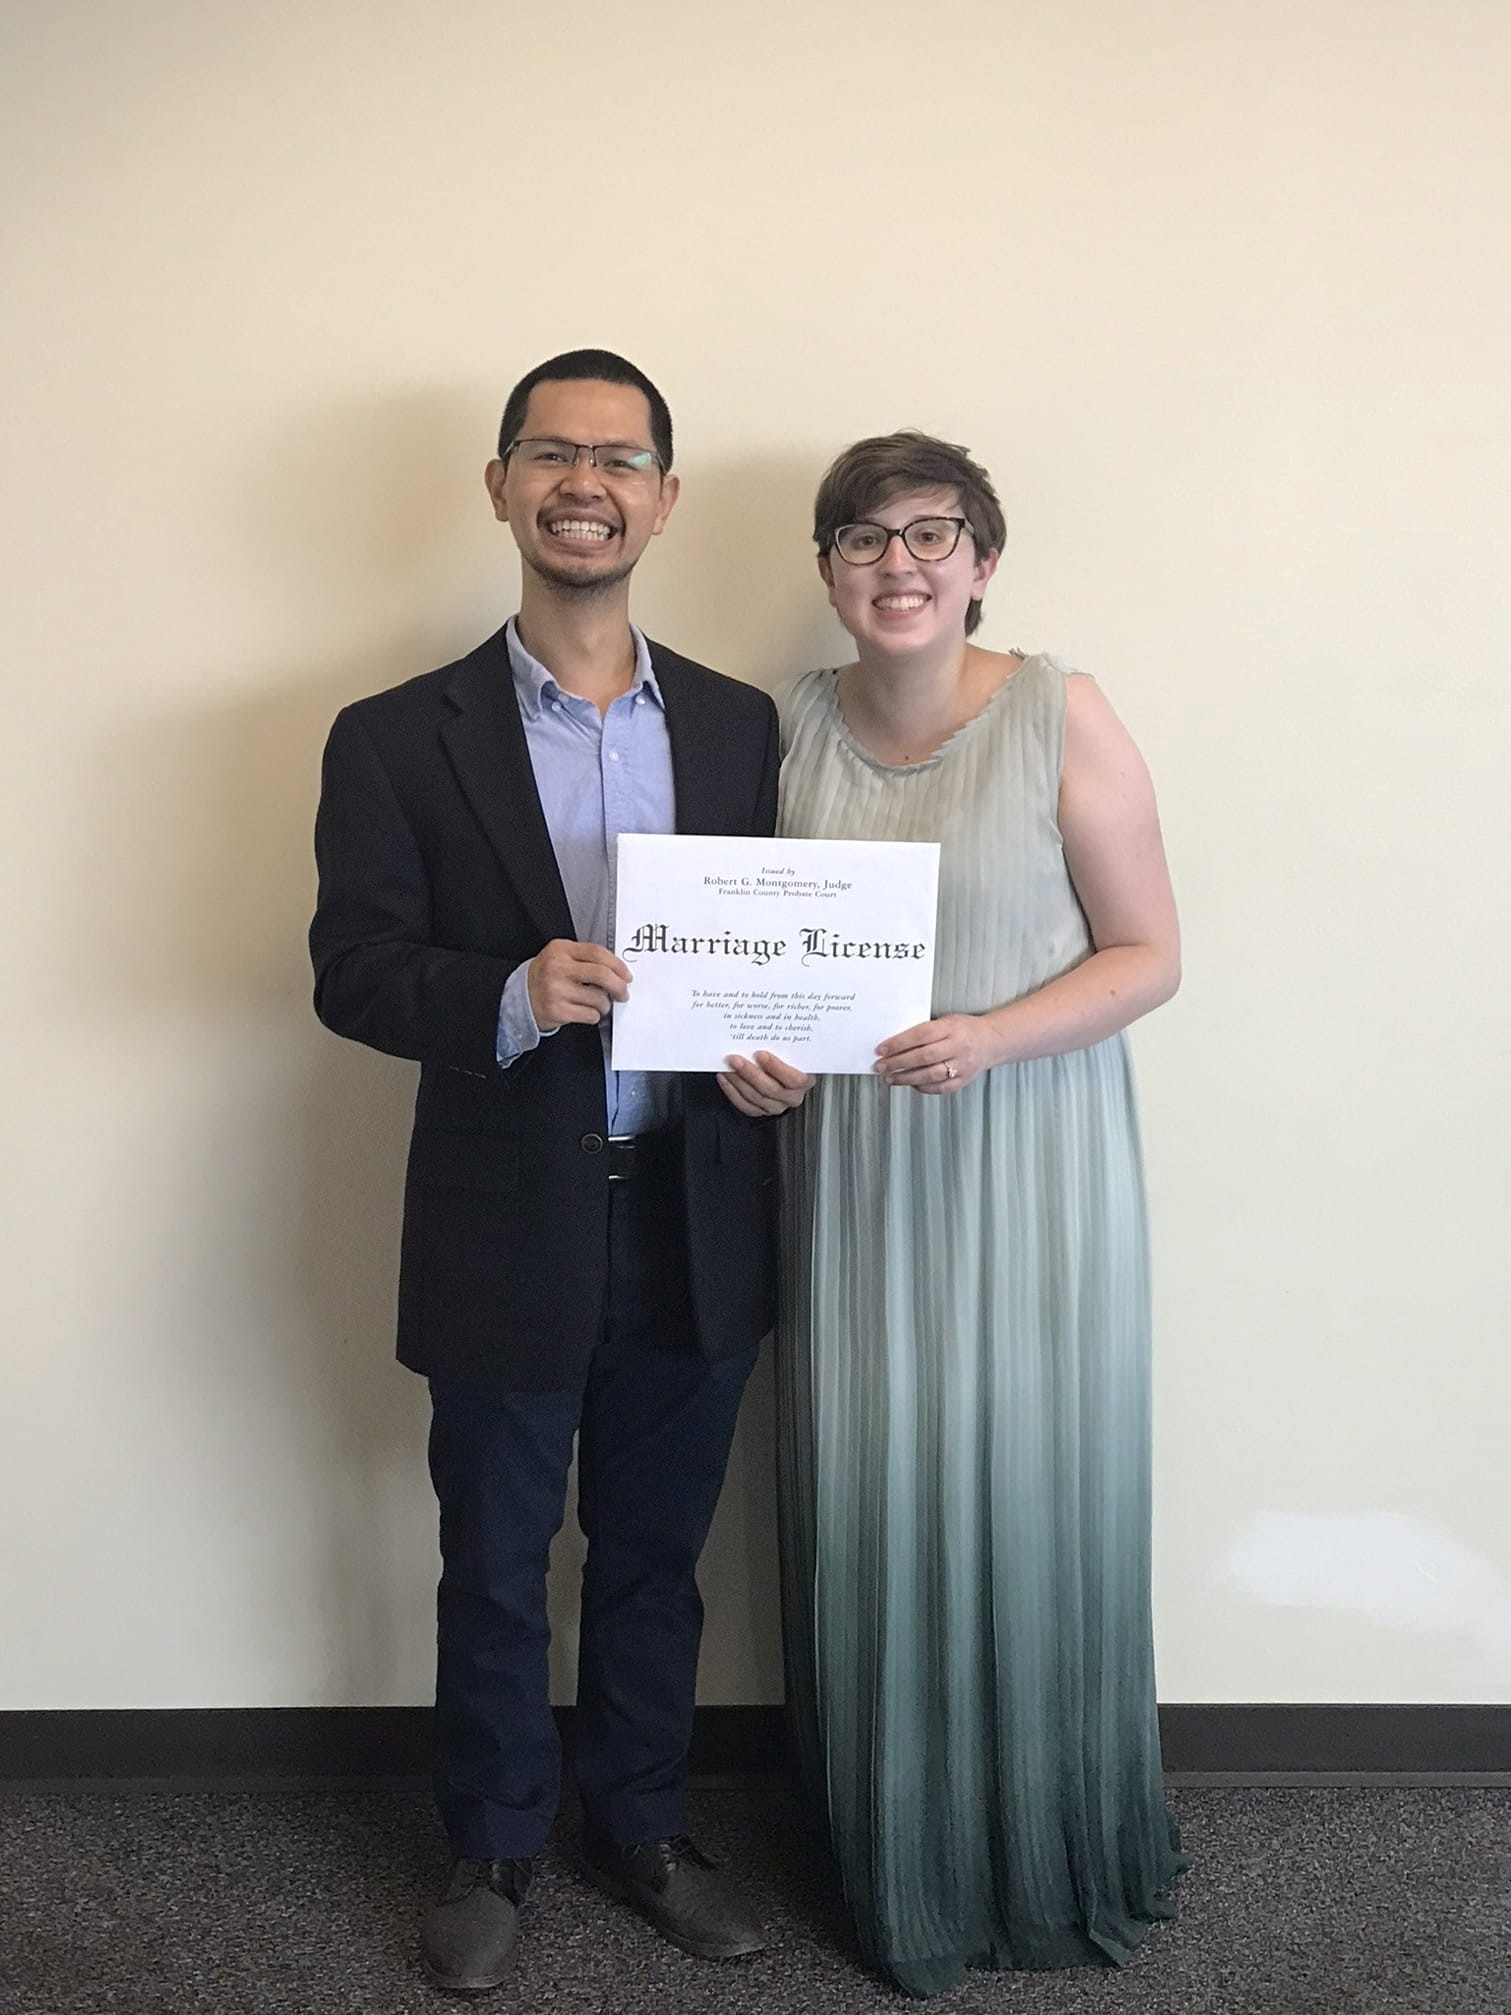 Issued by
Robert G. Montgomery, Judge
Franklin County Probate Court
Marriage License
To have and to hold from this day forward
for better, for worse, for richer, for poorer,
in sickness and in health,
to love and to cherish,
'till death do us part.